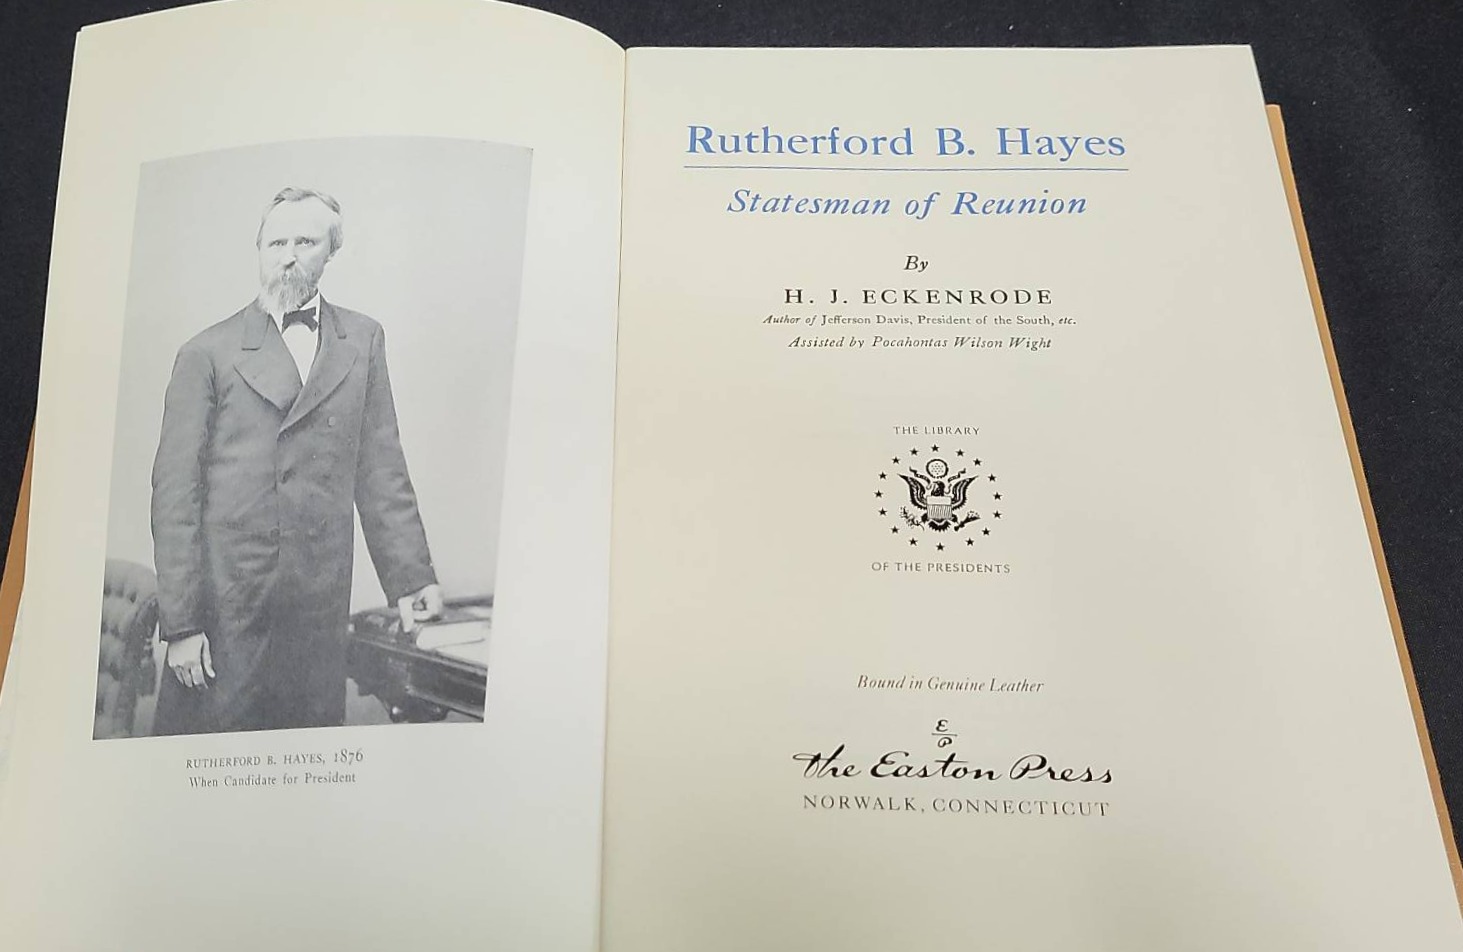 RUTHERFORD B. HAYES, 1876
When Candidate for President
Rutherford B. Hayes
Statesman of Reunion
By
H. J. ECKENRODE
Author of Jefferson Davis, President of the South, etc.
Assisted by Pocahontas Wilson Wight
THE LIBRARY
OF THE PRESIDENTS
Bound in Genuine Leather
E
P
The Easton Press
NORWALK, CONNECTICUT